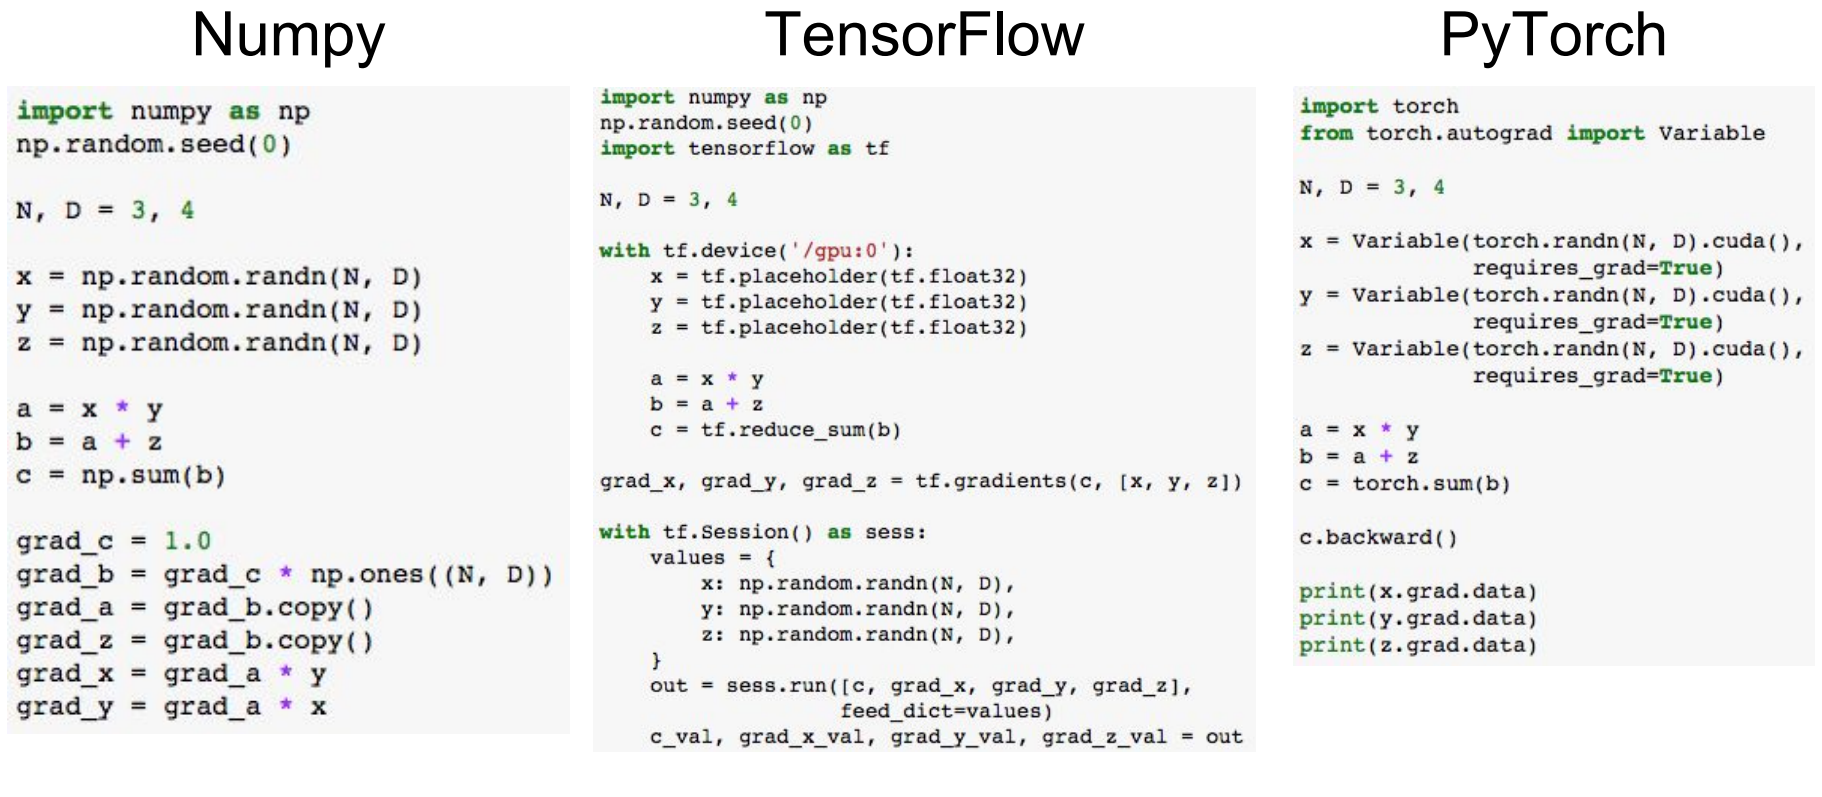 Numpy
import numpy as np
np.random.seed(0)
N, D = 3, 4
x = np.random.randn(N, D)
y = np.random.randn(N, D)
z = np.random.randn(N, D)
a = x * y
b = a + z
c = np.sum(b)
grad_c = 1.0
grad_b = grad_c * np.ones((N, D))
grad_a = grad_b.copy()
grad_z = grad_b.copy()
grad_x = grad_a * y
grad_y = grad_a * x
TensorFlow
import numpy as np
np.random.seed(0)
import tensorflow as tf
N, D = 3, 4
with tf.device('/gpu:0'):
    x = tf.placeholder(tf.float32)
    y = tf.placeholder(tf.float32)
    z = tf.placeholder(tf.float32)
    a = x * y
    b = a + z
    c = tf.reduce_sum(b)
grad_x, grad_y, grad_z = tf.gradients(c, [x, y, z])
with tf.Session() as sess:
    values = {
        x: np.random.randn(N, D),
        y: np.random.randn(N, D),
        z: np.random.randn(N, D),
    }
    out = sess.run([c, grad_x, grad_y, grad_z],
                   feed_dict=values)
    c_val, grad_x_val, grad_y_val, grad_z_val = out
PyTorch
import torch
from torch.autograd import Variable
N, D = 3, 4
x = Variable(torch.randn(N, D).cuda(),
             requires_grad=True)
y = Variable(torch.randn(N, D).cuda(),
             requires_grad=True)
z = Variable(torch.randn(N, D).cuda(),
             requires_grad=True)
a = x * y
b = a + z
c = torch.sum(b)
c.backward()
print(x.grad.data)
print(y.grad.data)
print(z.grad.data)